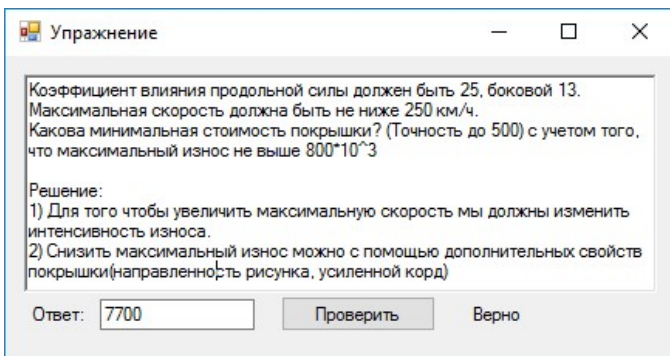 Упражнение
Коэффициент влияния продольной силы должен быть 25, боковой 13.
Максимальная скорость должна быть не ниже 250 км/ч.
Какова минимальная стоимость покрышки? (Точность до 500) с учетом того,
что максимальный износ не выше 800*10^3
Решение:
1) Для того чтобы увеличить максимальную скорость мы должны изменить
интенсивность износа.
2) Снизить максимальный износ можно с помощью дополнительных свойств
покрышки(направленность рисунка, усиленной корд)
Ответ: 7700 Проверить Верно